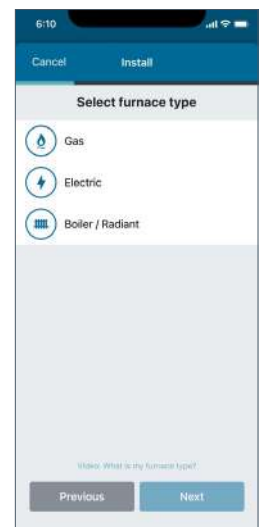 6:10
Cancel Install
Select furnace type
Gas
Electric
Boiler / Radiant
Video: What is my furnace type?
Previous Next